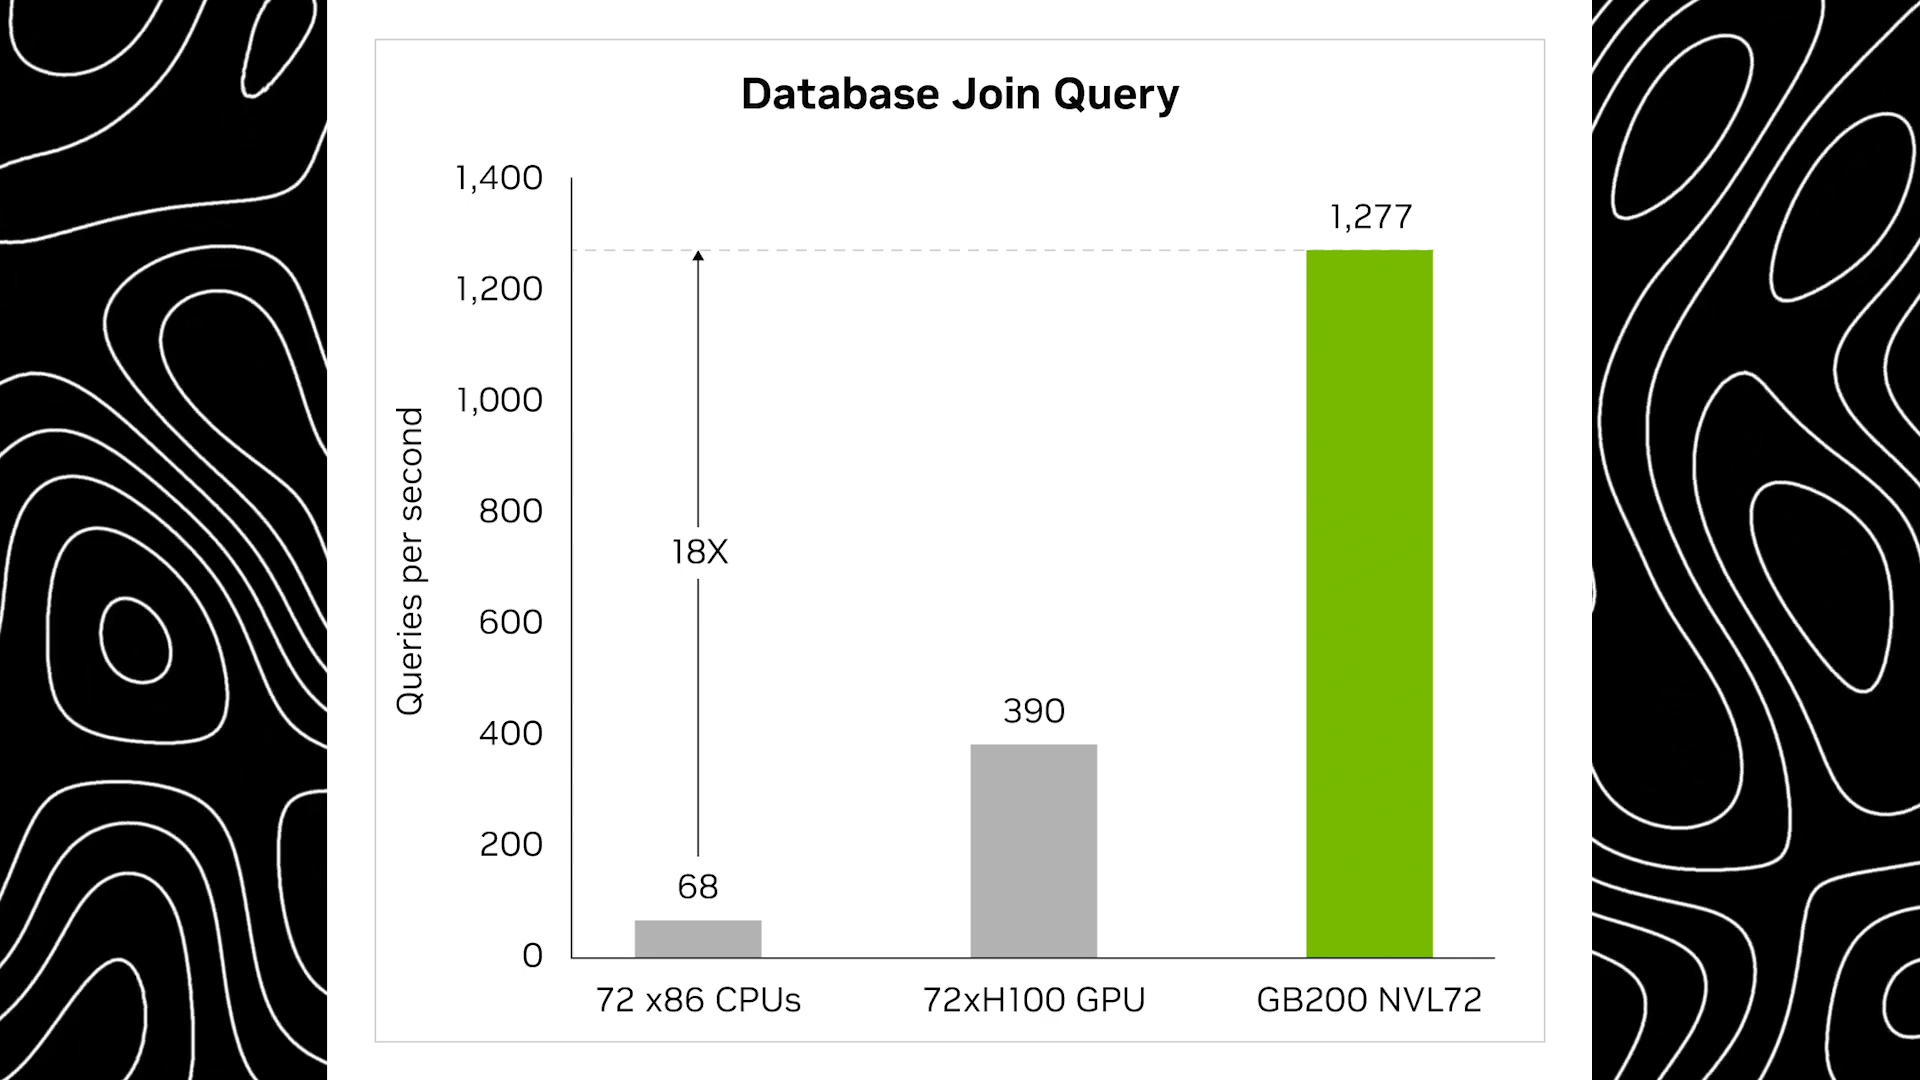 Database Join Query
1,400
1,277
1,200
1,000
Queries per second
800
18X
600
390
400
200
68
0
72 x86 CPUs
72xH100 GPU
GB200 NVL72